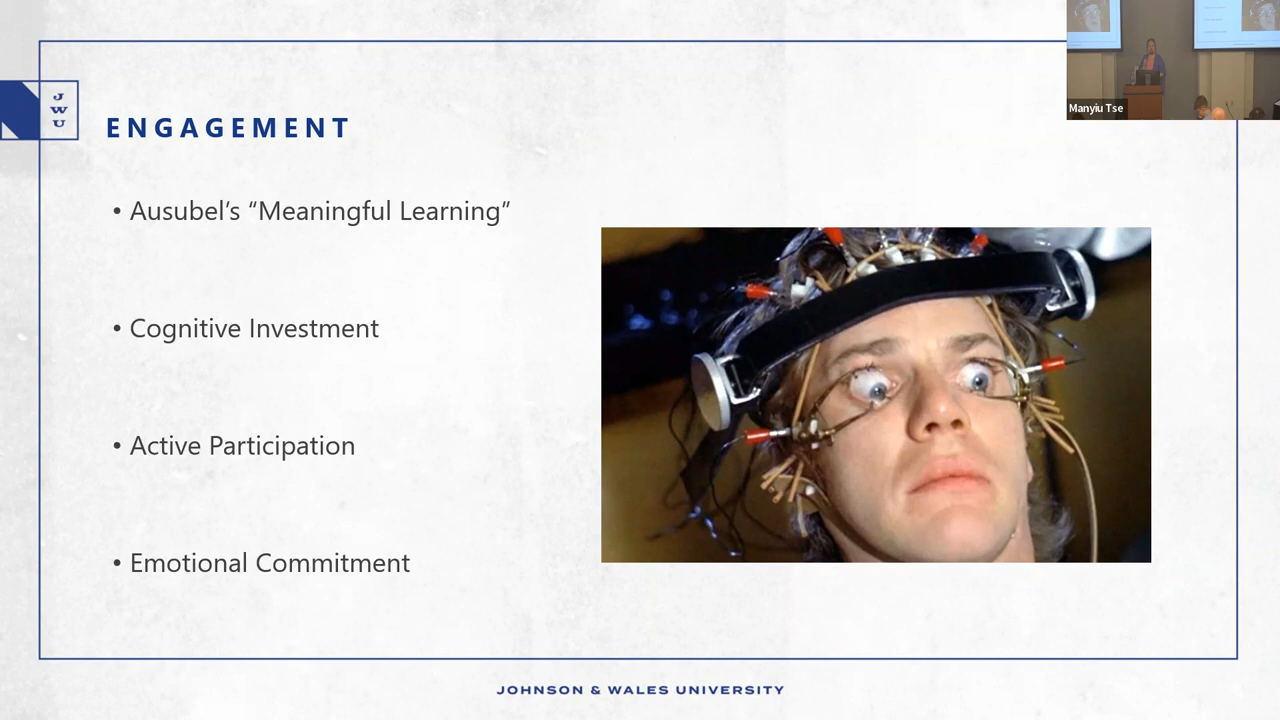 Manyiu Tse
J
W
U
ENGAGEMENT
• Ausubel’s “Meaningful Learning”
• Cognitive Investment
• Active Participation
• Emotional Commitment
JOHNSON & WALES UNIVERSITY